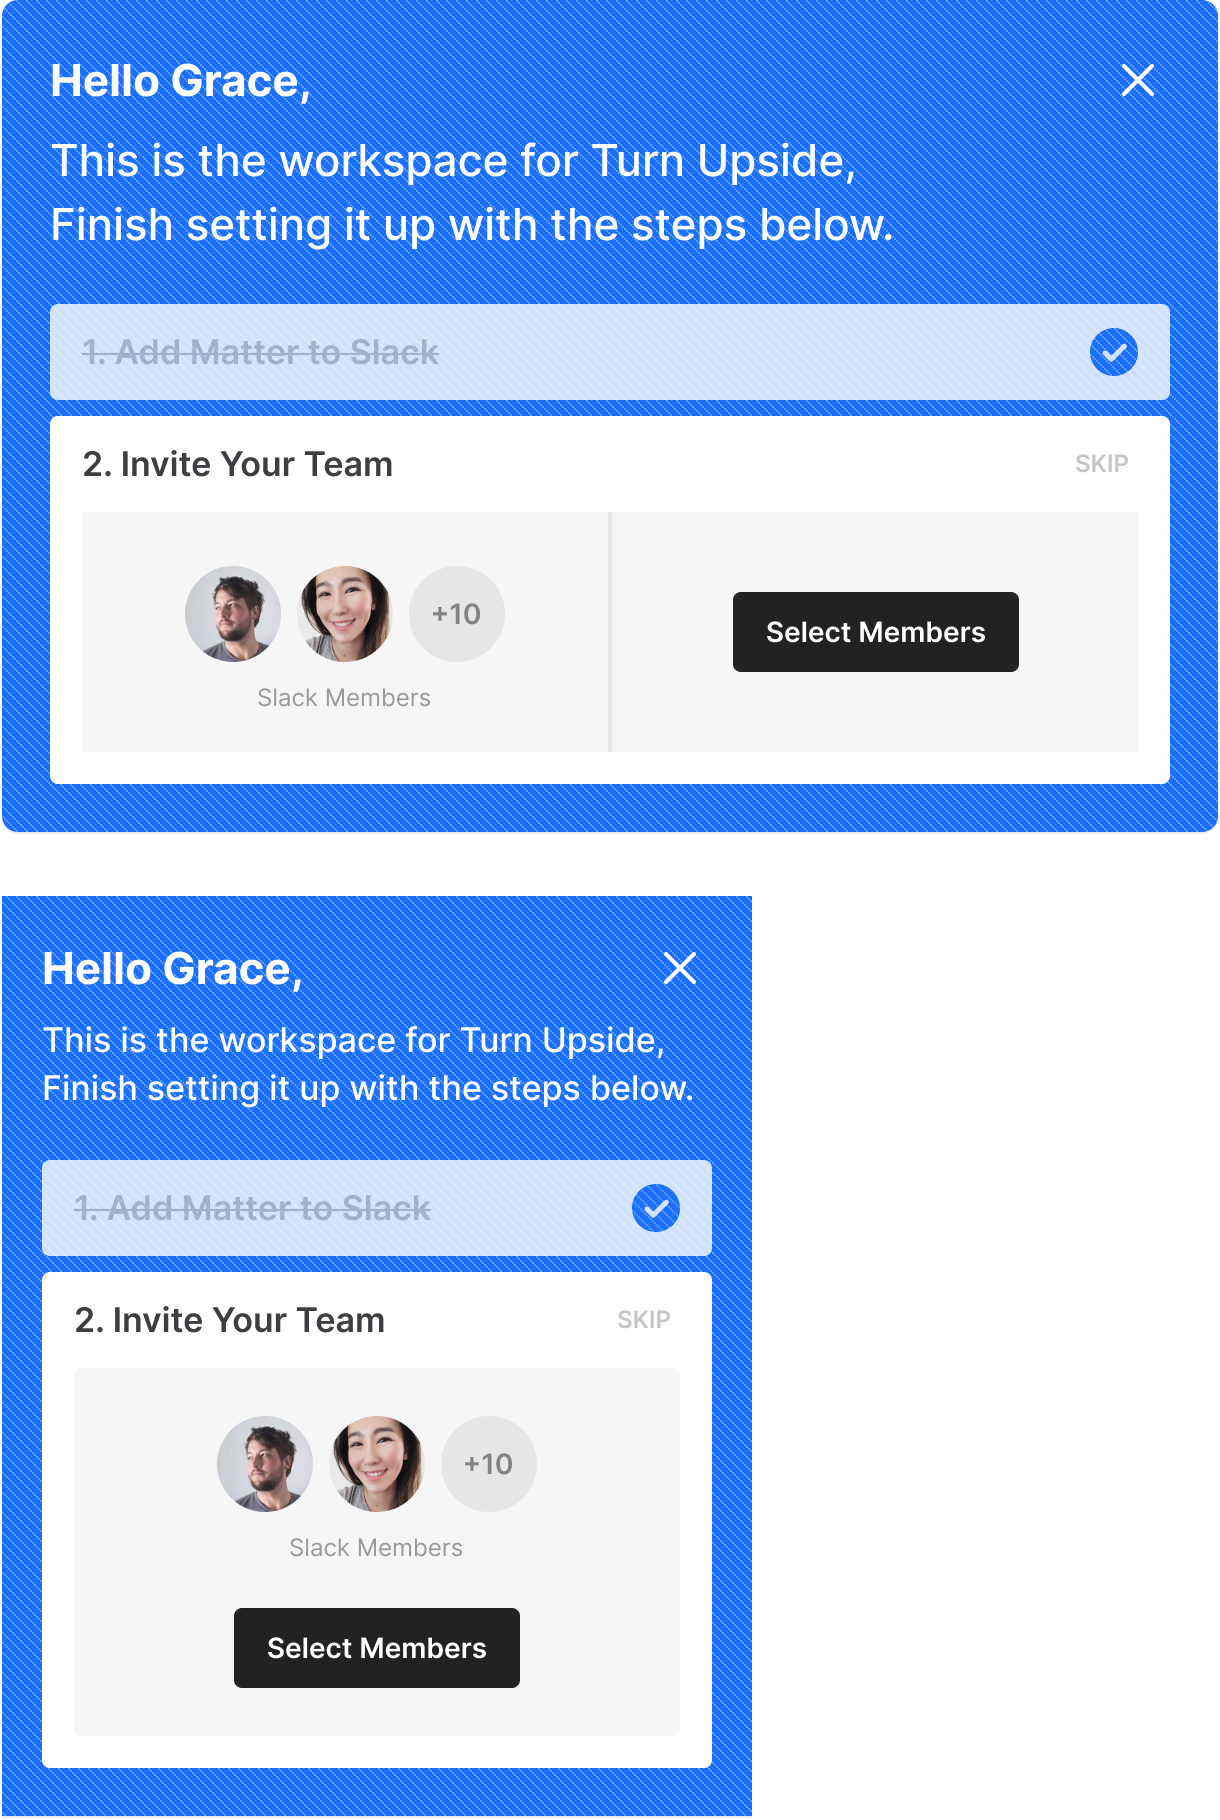 Hello Grace,
This is the workspace for Turn Upside,
Finish setting it up with the steps below.
1. Add Matter to Slack
2. Invite Your Team
SKIP
+10
Slack Members
Select Members
Hello Grace,
This is the workspace for Turn Upside,
Finish setting it up with the steps below.
1. Add Matter to Slack
2. Invite Your Team
SKIP
+10
Slack Members
Select Members